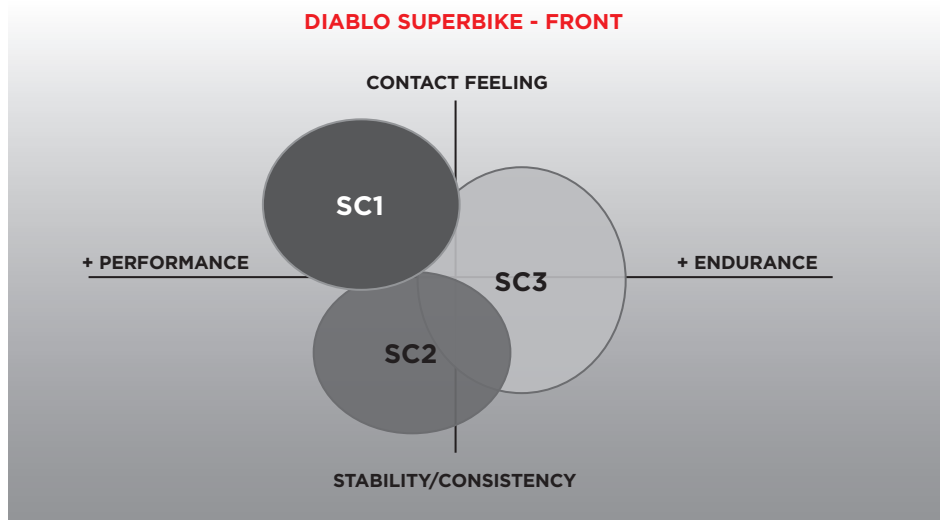 DIABLO SUPERBIKE - FRONT
CONTACT FEELING
SC1
+ PERFORMANCE
+ ENDURANCE
SC3
SC2
STABILITY/CONSISTENCY